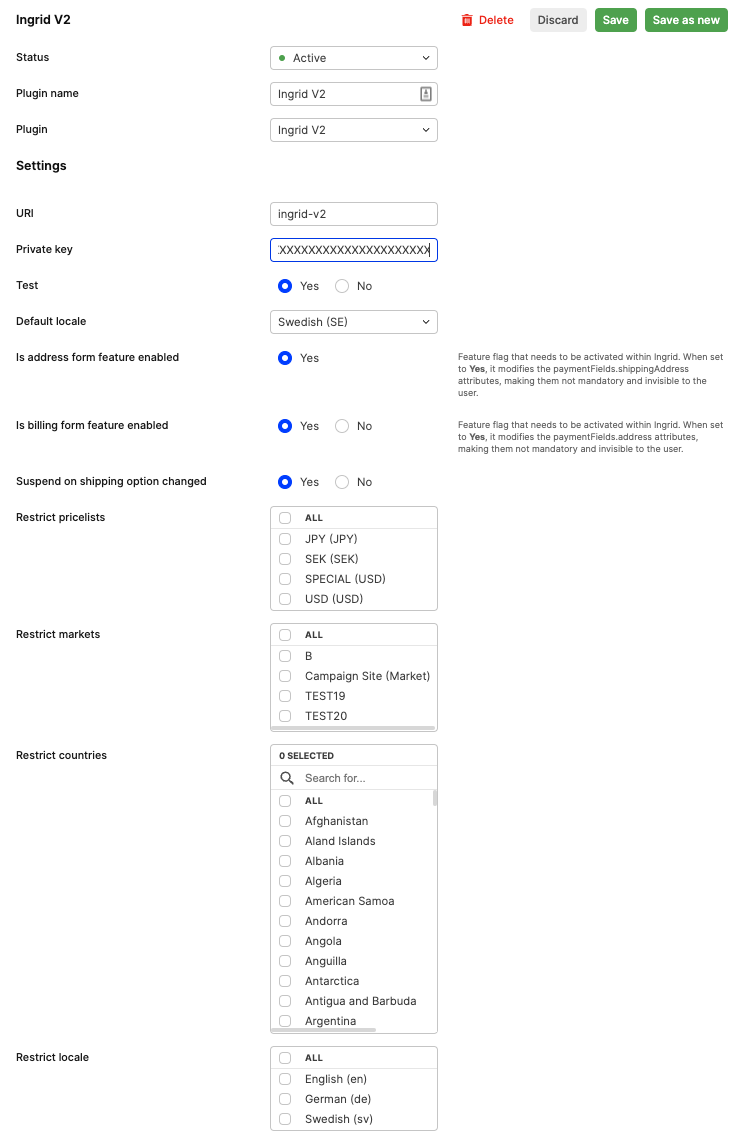 Ingrid V2
Delete
Discard
Save
Save as new
Status
Active
Plugin name
Ingrid V2
Plugin
Ingrid V2
Settings
URI
ingrid-v2
Private key
XXXXXXXXXXXXXXXXXXXXX
Test
Yes
No
Default locale
Swedish (SE)
Is address form feature enabled
Yes
Feature flag that needs to be activated within Ingrid. When set
to Yes, it modifies the paymentFields.shippingAddress
attributes, making them not mandatory and invisible to the
user.
Is billing form feature enabled
Yes
No
Feature flag that needs to be activated within Ingrid. When set
to Yes, it modifies the paymentFields.address attributes,
making them not mandatory and invisible to the user.
Suspend on shipping option changed
Yes
No
Restrict pricelists
ALL
JPY (JPY)
SEK (SEK)
SPECIAL (USD)
USD (USD)
Restrict markets
ALL
B
Campaign Site (Market)
TEST19
TEST20
Restrict countries
0 SELECTED
Search for...
ALL
Afghanistan
Aland Islands
Albania
Algeria
American Samoa
Andorra
Angola
Anguilla
Antarctica
Antigua and Barbuda
Argentina
Restrict locale
ALL
English (en)
German (de)
Swedish (sv)